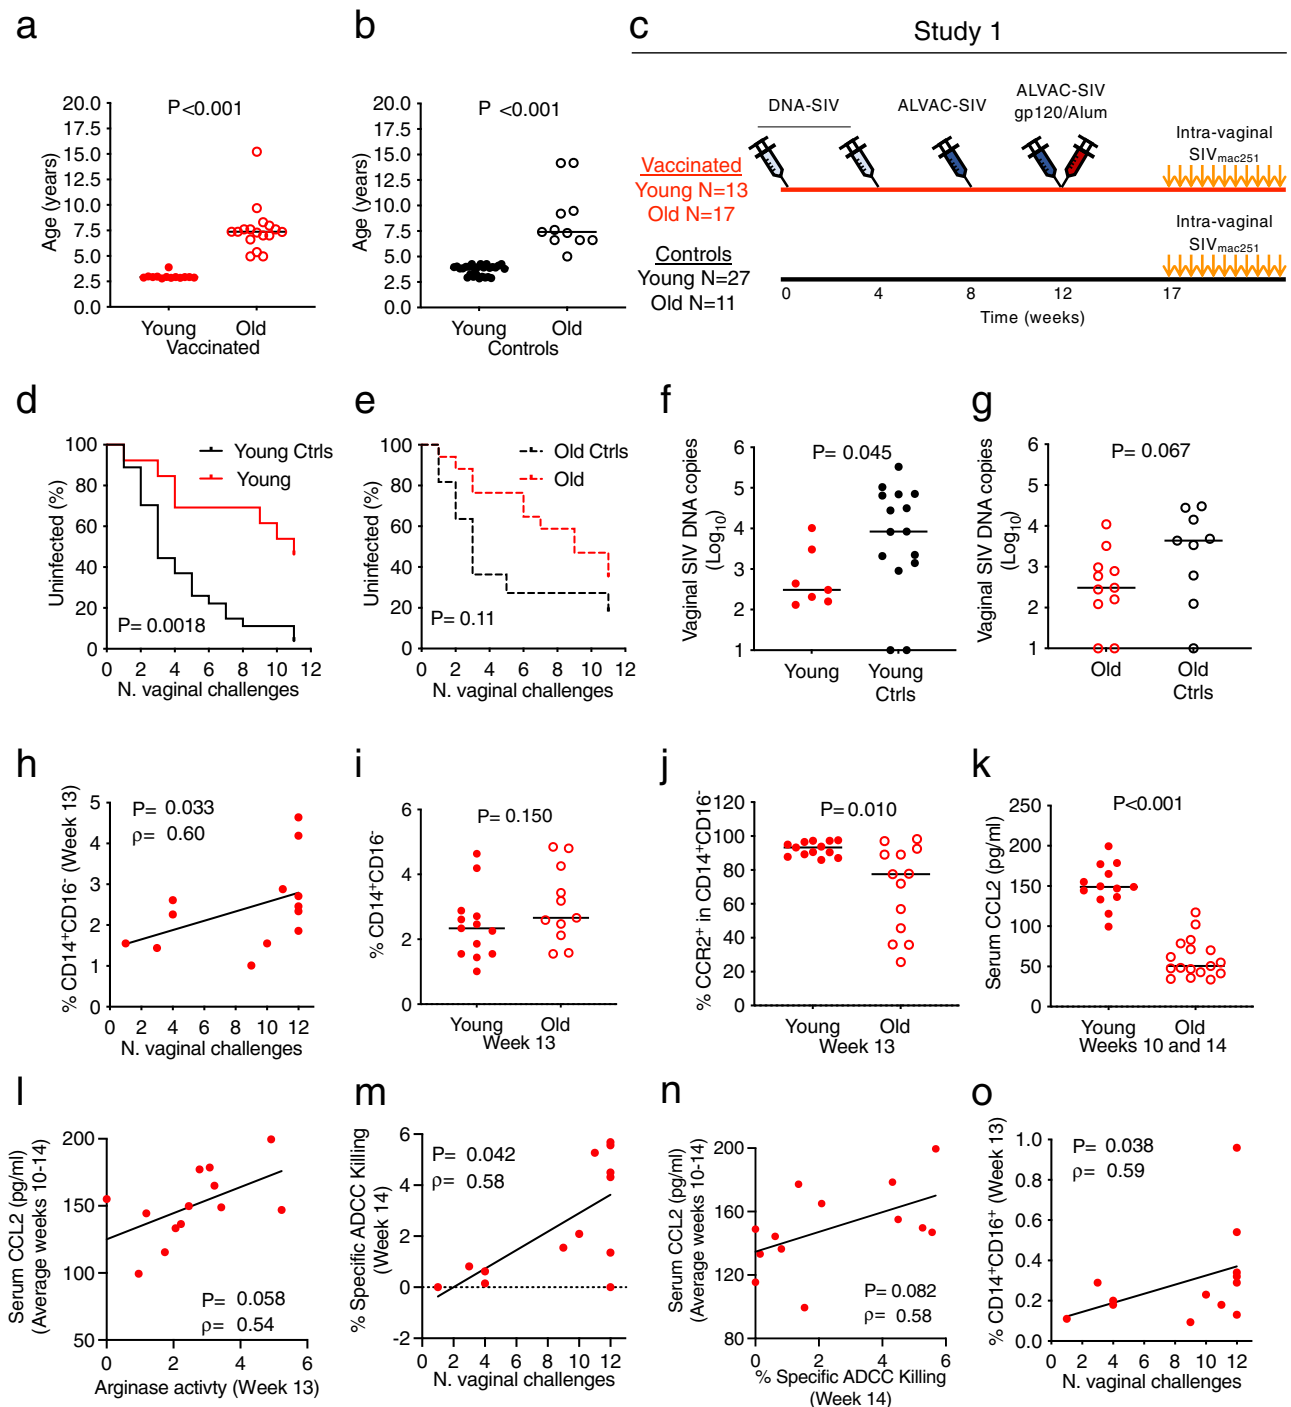 a
P <0.001
Age (years)
20.0
17.5
15.0
12.5
10.0
7.5
5.0
2.5
0.0
Young
Old
Vaccinated
b
P <0.001
Age (years)
20.0
17.5
15.0
12.5
10.0
7.5
5.0
2.5
0.0
Young
Old
Controls
c
Study 1
DNA-SIV
ALVAC-SIV
ALVAC-SIV
gp120/Alum
Intra-vaginal
SIVmac251
Vaccinated
Young N=13
Old N=17
Intra-vaginal
SIVmac251
Controls
Young N=27
Old N=11
0 4 8 12 17
Time (weeks)
d
Uninfected (%)
100
80
60
40
20
0
Young Ctrls
Young
P= 0.0018
0 2 4 6 8 10 12
N. vaginal challenges
e
Uninfected (%)
100
80
60
40
20
0
Old Ctrls
Old
P= 0.11
0 2 4 6 8 10 12
N. vaginal challenges
f
Vaginal SIV DNA copies
(Log10)
6
5
4
3
2
1
P= 0.045
Young
Young
Ctrls
g
Vaginal SIV DNA copies
(Log10)
6
5
4
3
2
1
P= 0.067
Old
Old
Ctrls
h
% CD14+CD16- (Week 13)
5
4
3
2
1
0
P= 0.033
ρ= 0.60
0 2 4 6 8 10 12
N. vaginal challenges
i
% CD14+CD16-
6
4
2
0
P= 0.150
Young
Old
Week 13
j
% CCR2+ in CD14+CD16-
120
100
80
60
40
20
0
P= 0.010
Young
Old
Week 13
k
Serum CCL2 (pg/ml)
250
200
150
100
50
0
P<0.001
Young
Old
Weeks 10 and 14
l
Serum CCL2 (pg/ml)
(Average weeks 10-14)
200
150
100
50
P= 0.058
ρ= 0.54
0 2 4 6
Arginase activty (Week 13)
m
% Specific ADCC Killing
(Week 14)
6
4
2
0
-2
P= 0.042
ρ= 0.58
0 2 4 6 8 10 12
N. vaginal challenges
n
Serum CCL2 (pg/ml)
(Average weeks 10-14)
200
160
120
80
P= 0.082
ρ= 0.58
0 2 4 6
% Specific ADCC Killing
(Week 14)
o
% CD14+CD16+ (Week 13)
1.0
0.8
0.6
0.4
0.2
0.0
P= 0.038
ρ= 0.59
0 2 4 6 8 10 12
N. vaginal challenges